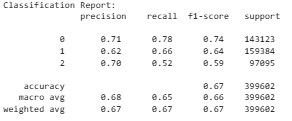 Classification Report:
precision recall f1-score support
0 0.71 0.78 0.74 143123
1 0.62 0.66 0.64 159384
2 0.70 0.52 0.59 97095
accuracy 0.67 399602
macro avg 0.68 0.65 0.66 399602
weighted avg 0.67 0.67 0.67 399602